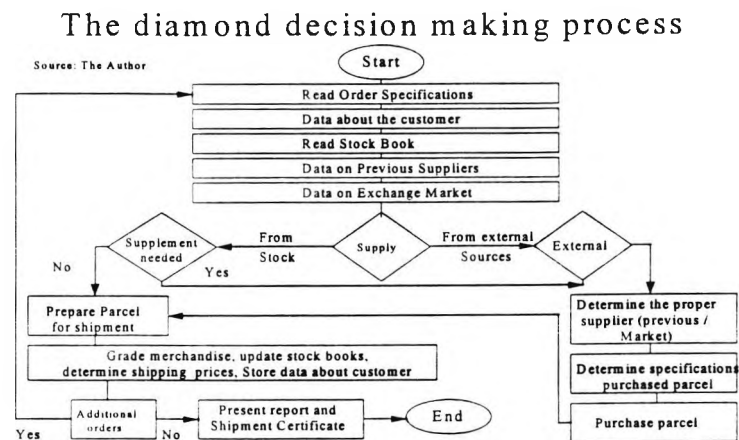 The diamond decision making process
Source: The Author
Start
Read Order Specifications
Data about the customer
Read Stock Book
Data on Previous Suppliers
Data on Exchange Market
Supplement
needed
From
Stock
Supply
From external
Sources
External
No
Yes
Prepare Parcel
for shipment
Determine the proper
supplier (previous /
Market)
Grade merchandise, update stock books,
determine shipping prices, Store data about customer
Determine specifications
purchased parcel
Additional
orders
Present report and
Shipment Certificate
End
Purchase parcel
Yes
No